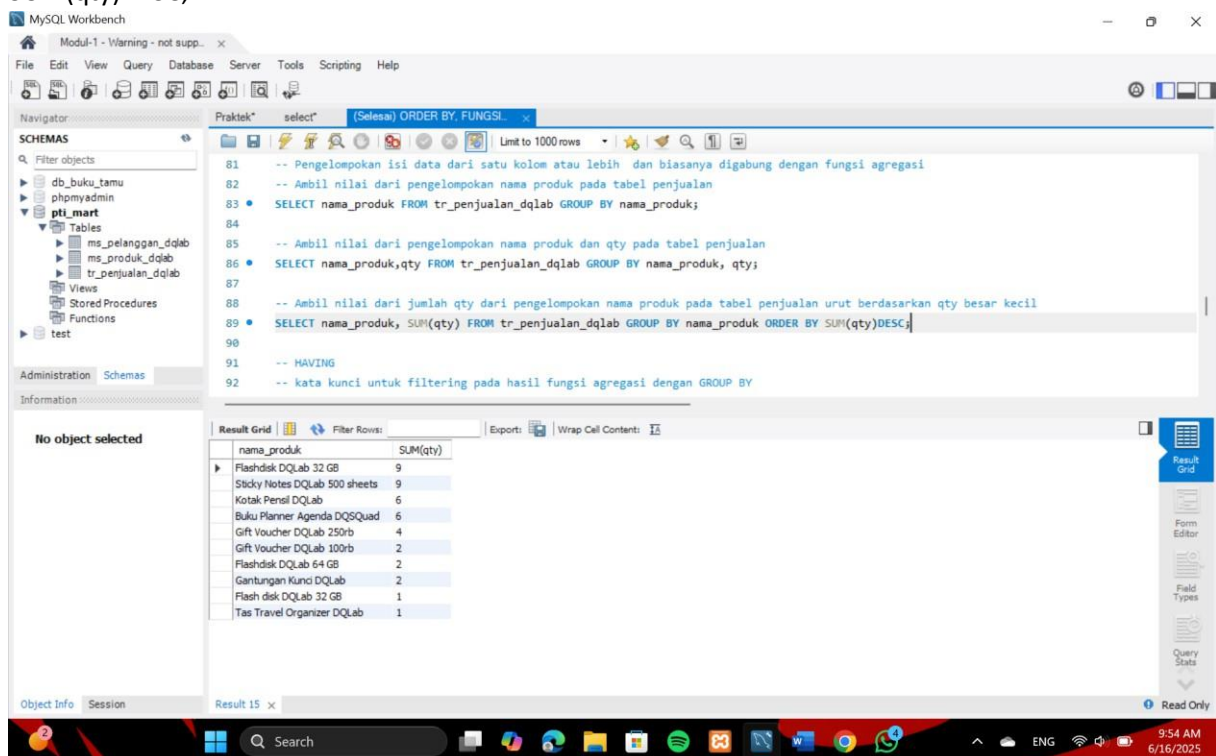 MySQL Workbench
Modul-1 - Warning - not supp..
File Edit View Query Database Server Tools Scripting Help
Navigator
Praktek*
select*
(Selesai) ORDER BY, FUNGSI..
SCHEMAS
Filter objects
db_buku_tamu
phpmyadmin
pti_mart
Tables
ms_pelanggan_dqlab
ms_produk_dqlab
tr_penjualan_dqlab
Views
Stored Procedures
Functions
test
Administration Schemas
Information
No object selected
Object Info Session
Limit to 1000 rows
81 -- Pengelompokan isi data dari satu kolom atau lebih dan biasanya digabung dengan fungsi agregasi
82 -- Ambil nilai dari pengelompokan nama produk pada tabel penjualan
83 SELECT nama_produk FROM tr_penjualan_dqlab GROUP BY nama_produk;
84
85 -- Ambil nilai dari pengelompokan nama produk dan qty pada tabel penjualan
86 SELECT nama_produk,qty FROM tr_penjualan_dqlab GROUP BY nama_produk, qty;
87
88 -- Ambil nilai dari jumlah qty dari pengelompokan nama produk pada tabel penjualan urut berdasarkan qty besar kecil
89 SELECT nama_produk, SUM(qty) FROM tr_penjualan_dqlab GROUP BY nama_produk ORDER BY SUM(qty)DESC;
90
91 -- HAVING
92 -- kata kunci untuk filtering pada hasil fungsi agregasi dengan GROUP BY
Result Grid Filter Rows: Export: Wrap Cell Content:
nama_produk SUM(qty)
Flashdisk DQLab 32 GB 9
Sticky Notes DQLab 500 sheets 9
Kotak Pensil DQLab 6
Buku Planner Agenda DQSQuad 6
Gift Voucher DQLab 250rb 4
Gift Voucher DQLab 100rb 2
Flashdisk DQLab 64 GB 2
Gantungan Kunci DQLab 2
Flash disk DQLab 32 GB 1
Tas Travel Organizer DQLab 1
Result
Grid
Form
Editor
Field
Types
Query
Stats
Result 15
Read Only
2
Search
4
ENG
9:54 AM
6/16/2025